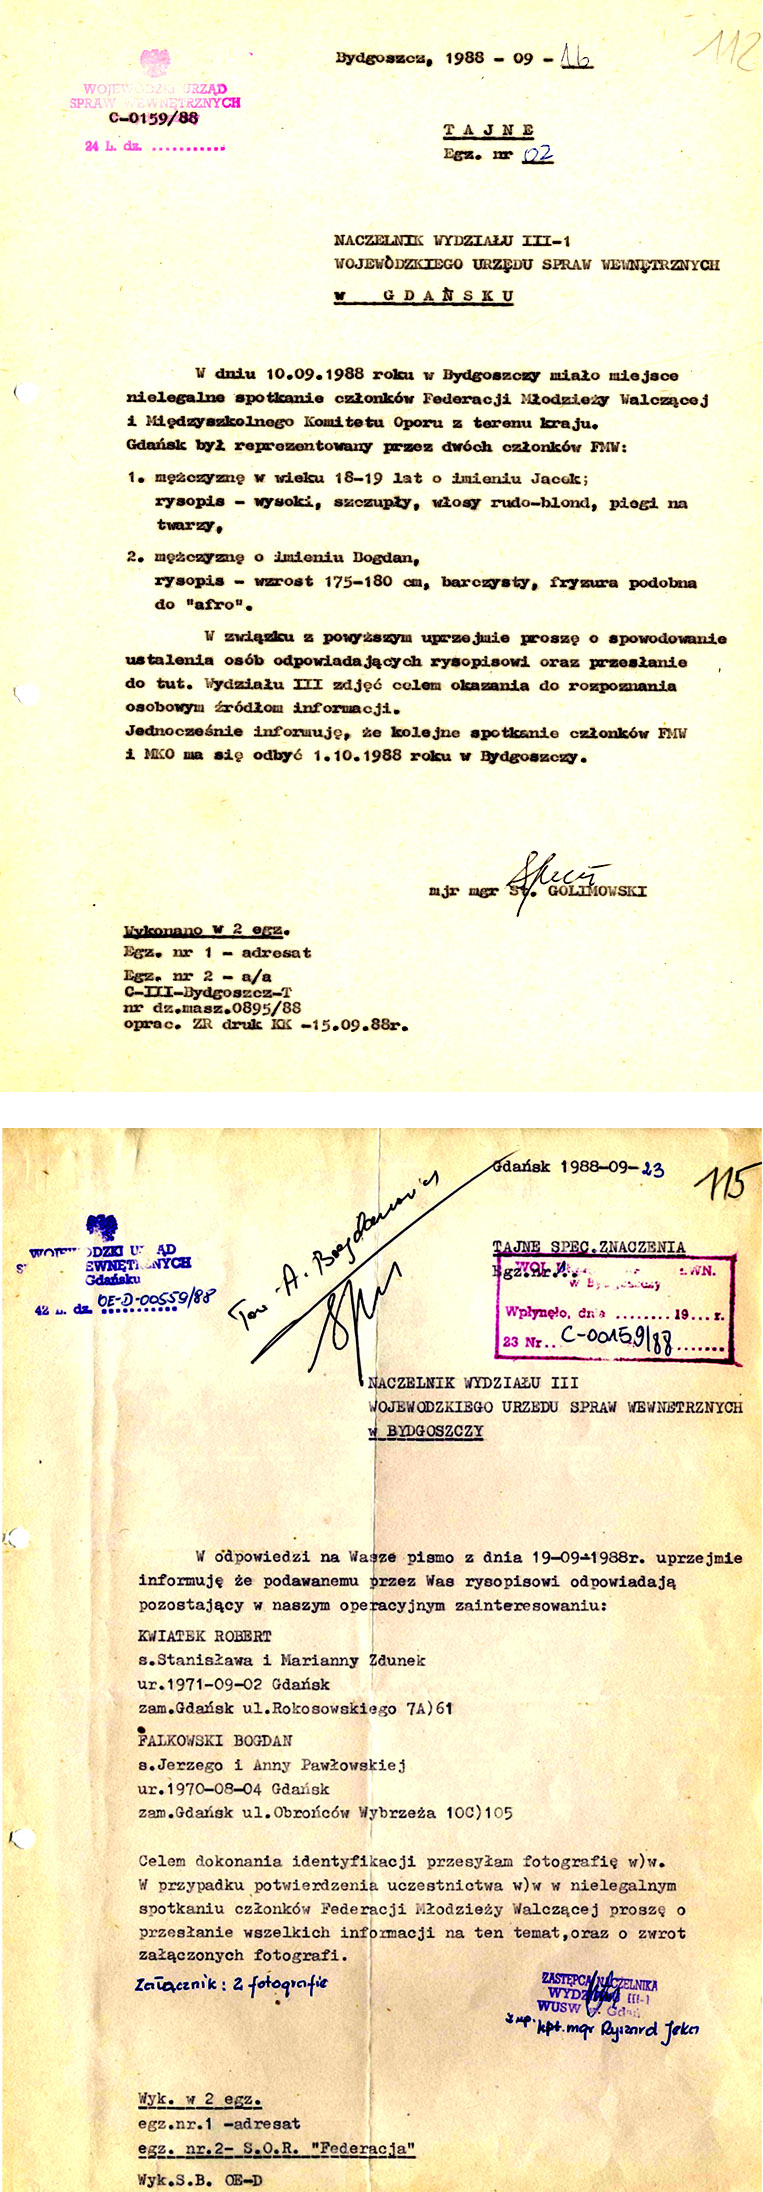 112
Bydgoszcz, 1988 - 09 - 16
WOJEWÓDZKI URZĄD
SPRAW WEWNĘTRZNYCH
C-0159/88
24 L. dz. ...........
T A J N E
Egz. nr 02
NACZELNIK WYDZIAŁU III-1
WOJEWÓDZKIEGO URZĘDU SPRAW WEWNĘTRZNYCH
w G D A Ń S K U
W dniu 10.09.1988 roku w Bydgoszczy miało miejsce
nielegalne spotkanie członków Federacji Młodzieży Walczącej
i Międzyszkolnego Komitetu Oporu z terenu kraju.
Gdańsk był reprezentowany przez dwóch członków FMW:
1. mężczyznę w wieku 18-19 lat o imieniu Jacek;
rysopis - wysoki, szczupły, włosy rudo-blond, piegi na
twarzy,
2. mężczyznę o imieniu Bogdan,
rysopis - wzrost 175-180 cm, barczysty, fryzura podobna
do "afro".
W związku z powyższym uprzejmie proszę o spowodowanie
ustalenia osób odpowiadających rysopisowi oraz przesłanie
do tut. Wydziału III zdjęć celem okazania do rozpoznania
osobowym źródłom informacji.
Jednocześnie informuję, że kolejne spotkanie członków FMW
i MKO ma się odbyć 1.10.1988 roku w Bydgoszczy.
mjr mgr St. GOLIMOWSKI
Wykonano w 2 egz.
Egz. nr 1 - adresat
Egz. nr 2 - a/a
C-III-Bydgoszcz-T
nr dz.masz.0895/88
oprac. ZR druk KK -15.09.88r.
Gdańsk 1988-09-23
115
Tow. A. Bogdanowicz
WOJEWÓDZKI URZĄD
EWNĘTRZNYCH
Gdańsku
42 L. dz. OE-D-00559/88
TAJNE SPEC.ZNACZENIA
Egz.Nr.1.
WOJ. EWN.
w Bydgoszczy
Wpłynęło, dnia ........ 19... r.
23 Nr... C-00159/88 .......
NACZELNIK WYDZIAŁU III
WOJEWODZKIEGO URZEDU SPRAW WEWNETRZNYCH
w BYDGOSZCZY
W odpowiedzi na Wasze pismo z dnia 19-09-1988r. uprzejmie
informuję że podawanemu przez Was rysopisowi odpowiadają
pozostający w naszym operacyjnym zainteresowaniu:
KWIATEK ROBERT
s.Stanisława i Marianny Zdunek
ur.1971-09-02 Gdańsk
zam.Gdańsk ul.Rokosowskiego 7A)61
FALKOWSKI BOGDAN
s.Jerzego i Anny Pawłowskiej
ur.1970-08-04 Gdańsk
zam.Gdańsk ul.Obrońców Wybrzeża 10C)105
Celem dokonania identyfikacji przesyłam fotografię w)w.
W przypadku potwierdzenia uczestnictwa w)w w nielegalnym
spotkaniu członków Federacji Młodzieży Walczącej proszę o
przesłanie wszelkich informacji na ten temat,oraz o zwrot
załączonych fotografi.
Załącznik: 2 fotografie
ZASTĘPCA NACZELNIKA
WYDZIAŁU III-1
WUSW w Gdań
z up. kpt. mgr Ryszard Jeka
Wyk. w 2 egz.
egz.nr.1 -adresat
egz. nr.2- S.O.R. "Federacja"
Wyk.S.B. OE-D